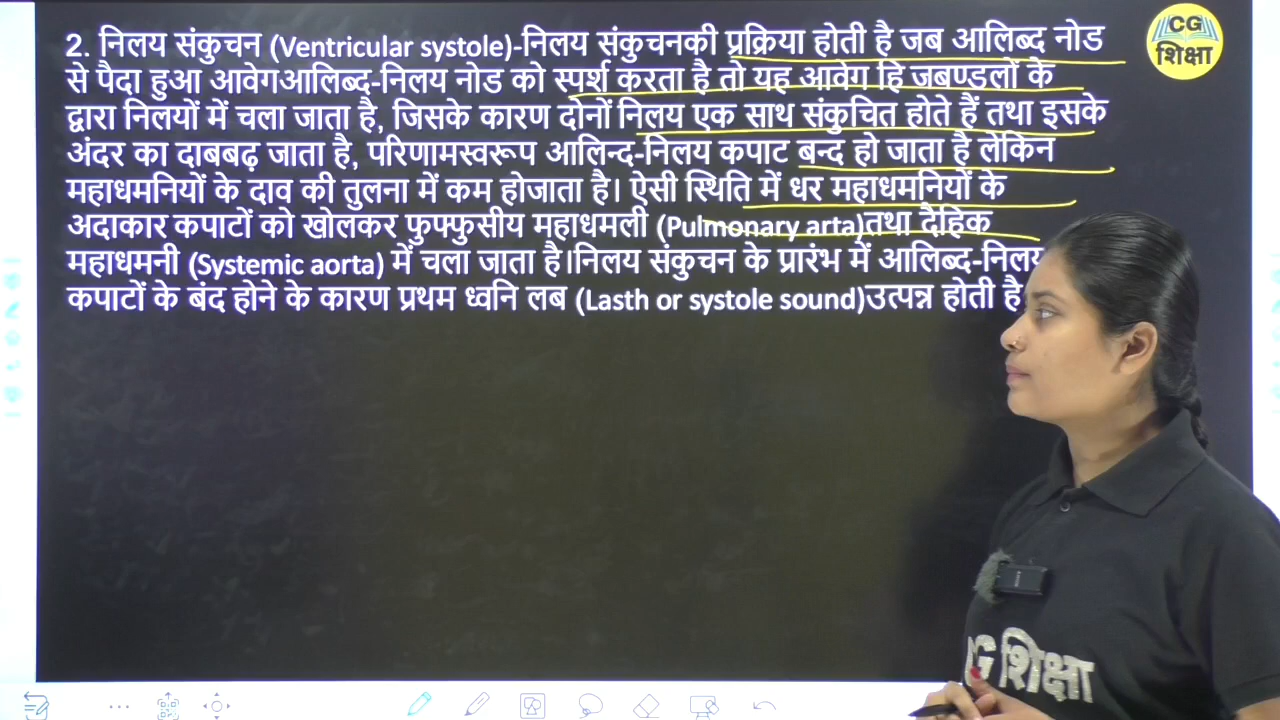 2. निलय संकुचन (Ventricular systole)-निलय संकुचनकी प्रक्रिया होती है जब आलिब्द नोड
से पैदा हुआ आवेगआलिब्द-निलय नोड को स्पर्श करता है तो यह आवेग हि जबण्डलों के
द्वारा निलयों में चला जाता है, जिसके कारण दोनों निलय एक साथ संकुचित होते हैं तथा इसके
अंदर का दाबबढ़ जाता है, परिणामस्वरूप आलिन्द-निलय कपाट बन्द हो जाता है लेकिन
महाधमनियों के दाव की तुलना में कम होजाता है। ऐसी स्थिति में धर महाधमनियों के
अदाकार कपाटों को खोलकर फुफ्फुसीय महाधमली (Pulmonary arta)तथा दैहिक
महाधमनी (Systemic aorta) में चला जाता है।निलय संकुचन के प्रारंभ में आलिब्द-निलय
कपाटों के बंद होने के कारण प्रथम ध्वनि लब (Lasth or systole sound)उत्पन्न होती है
CG
शिक्षा
G शिक्षा